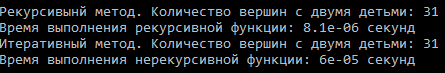 Рекурсивынй метод. Количество вершин с двумя детьми: 31
Время выполнения рекурсивной функции: 8.1e-06 секунд
Итеративный метод. Количество вершин с двумя детьми: 31
Время выполнения нерекурсивной функции: 6e-05 секунд